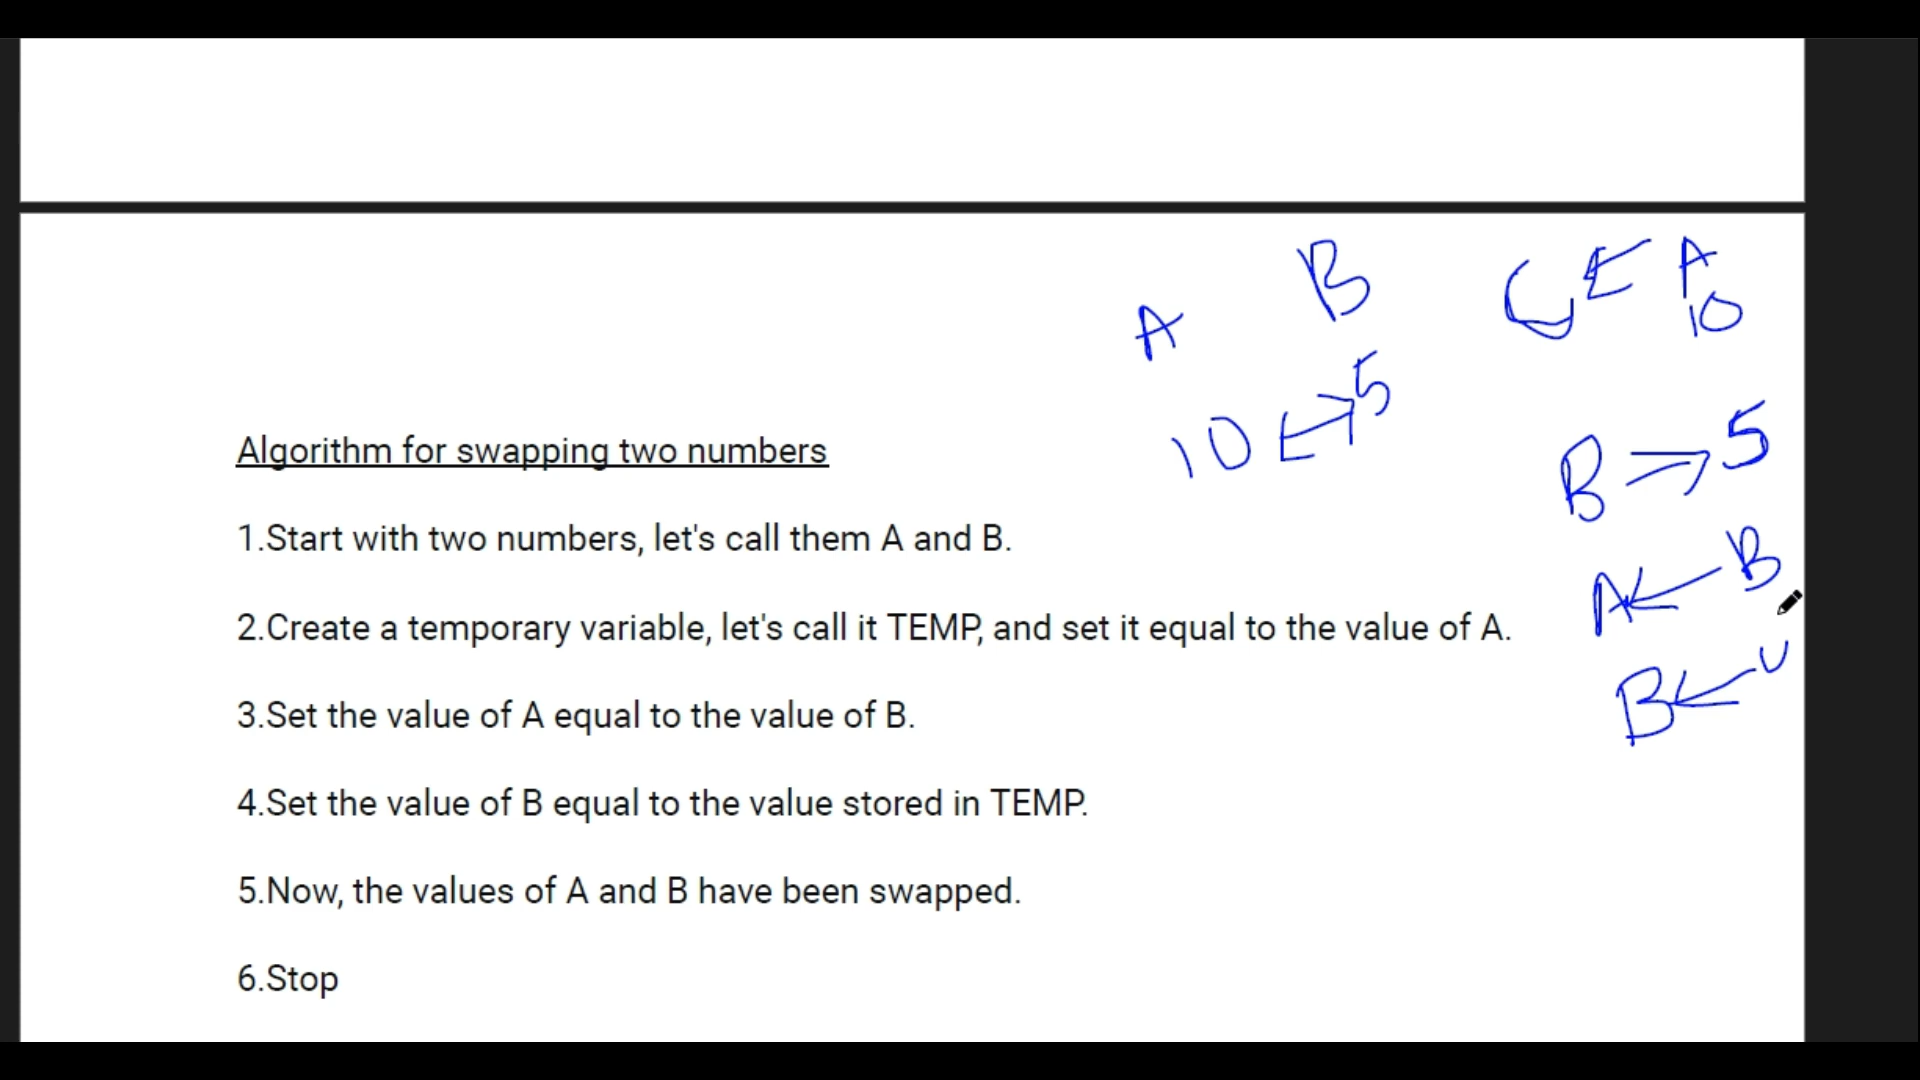 A B C ← A
10
10 ↔ 5
B → 5
A ← B
B ←
Algorithm for swapping two numbers
1.Start with two numbers, let's call them A and B.
2.Create a temporary variable, let's call it TEMP, and set it equal to the value of A.
3.Set the value of A equal to the value of B.
4.Set the value of B equal to the value stored in TEMP.
5.Now, the values of A and B have been swapped.
6.Stop